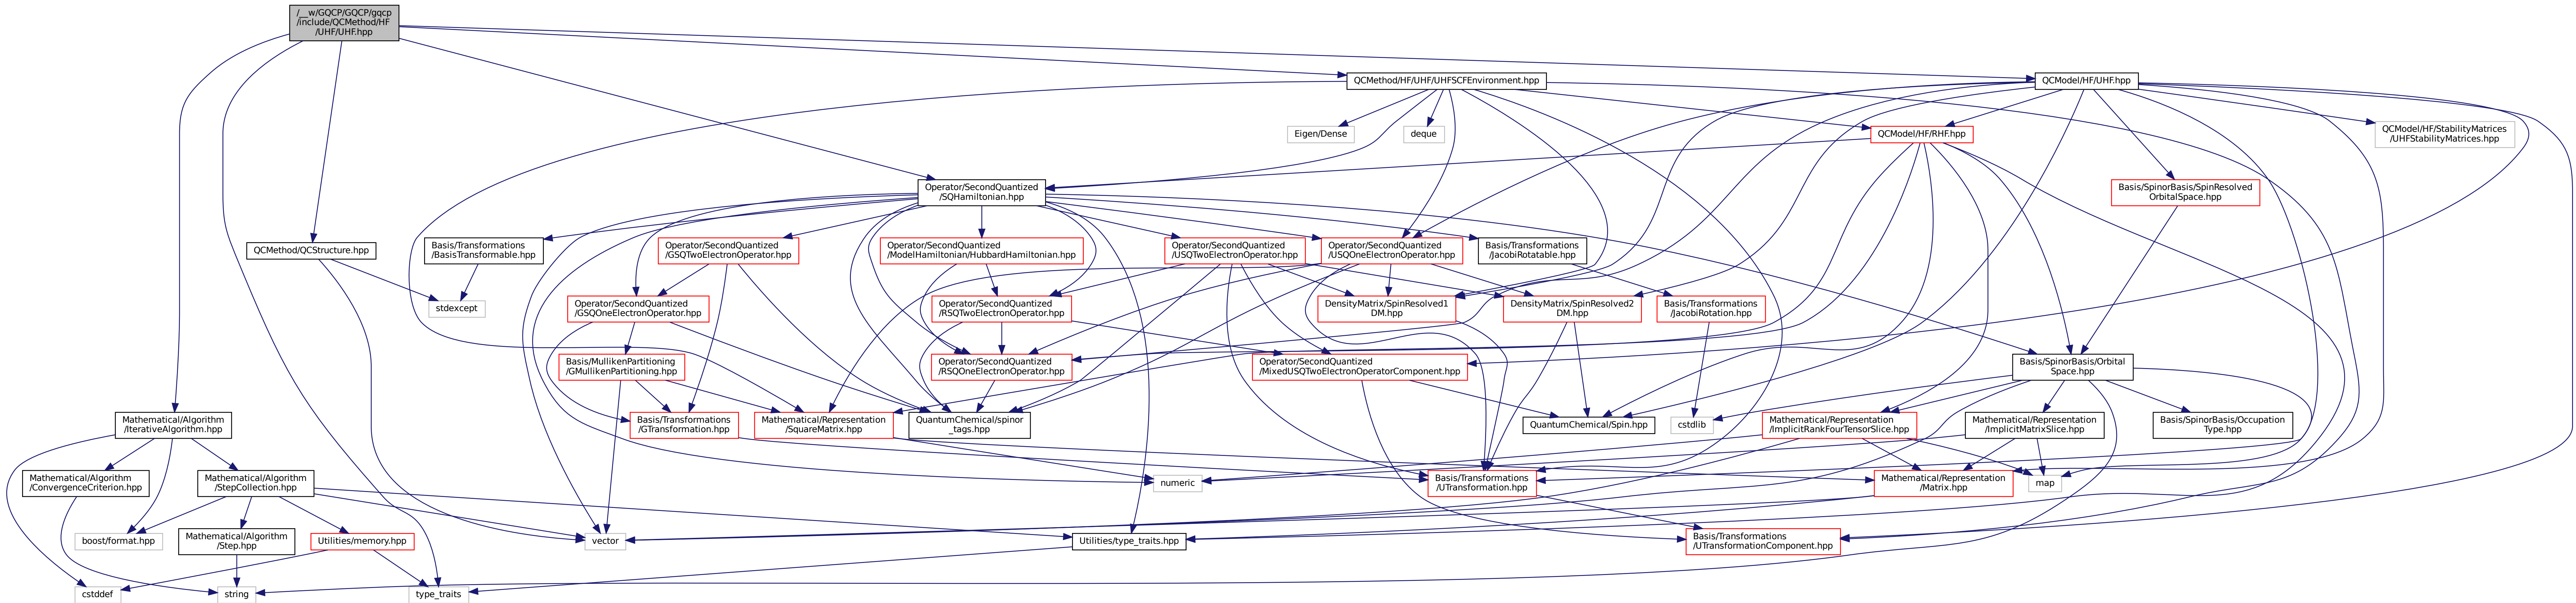 /__w/GQCP/GQCP/gqcp
/include/QCMethod/HF
/UHF/UHF.hpp
QCMethod/HF/UHF/UHFSCFEnvironment.hpp
QCModel/HF/UHF.hpp
Eigen/Dense
deque
QCModel/HF/RHF.hpp
QCModel/HF/StabilityMatrices
/UHFStabilityMatrices.hpp
Operator/SecondQuantized
/SQHamiltonian.hpp
Basis/SpinorBasis/SpinResolved
OrbitalSpace.hpp
QCMethod/QCStructure.hpp
Basis/Transformations
/BasisTransformable.hpp
Operator/SecondQuantized
/GSQTwoElectronOperator.hpp
Operator/SecondQuantized
/ModelHamiltonian/HubbardHamiltonian.hpp
Operator/SecondQuantized
/USQTwoElectronOperator.hpp
Operator/SecondQuantized
/USQOneElectronOperator.hpp
Basis/Transformations
/JacobiRotatable.hpp
stdexcept
Operator/SecondQuantized
/GSQOneElectronOperator.hpp
Operator/SecondQuantized
/RSQTwoElectronOperator.hpp
DensityMatrix/SpinResolved1
DM.hpp
DensityMatrix/SpinResolved2
DM.hpp
Basis/Transformations
/JacobiRotation.hpp
Basis/MullikenPartitioning
/GMullikenPartitioning.hpp
Operator/SecondQuantized
/RSQOneElectronOperator.hpp
Operator/SecondQuantized
/MixedUSQTwoElectronOperatorComponent.hpp
Basis/SpinorBasis/Orbital
Space.hpp
Mathematical/Algorithm
/IterativeAlgorithm.hpp
Basis/Transformations
/GTransformation.hpp
Mathematical/Representation
/SquareMatrix.hpp
QuantumChemical/spinor
_tags.hpp
QuantumChemical/Spin.hpp
cstdlib
Mathematical/Representation
/ImplicitRankFourTensorSlice.hpp
Mathematical/Representation
/ImplicitMatrixSlice.hpp
Basis/SpinorBasis/Occupation
Type.hpp
Mathematical/Algorithm
/ConvergenceCriterion.hpp
Mathematical/Algorithm
/StepCollection.hpp
numeric
Basis/Transformations
/UTransformation.hpp
Mathematical/Representation
/Matrix.hpp
map
boost/format.hpp
Mathematical/Algorithm
/Step.hpp
Utilities/memory.hpp
vector
Utilities/type_traits.hpp
Basis/Transformations
/UTransformationComponent.hpp
cstddef
string
type_traits